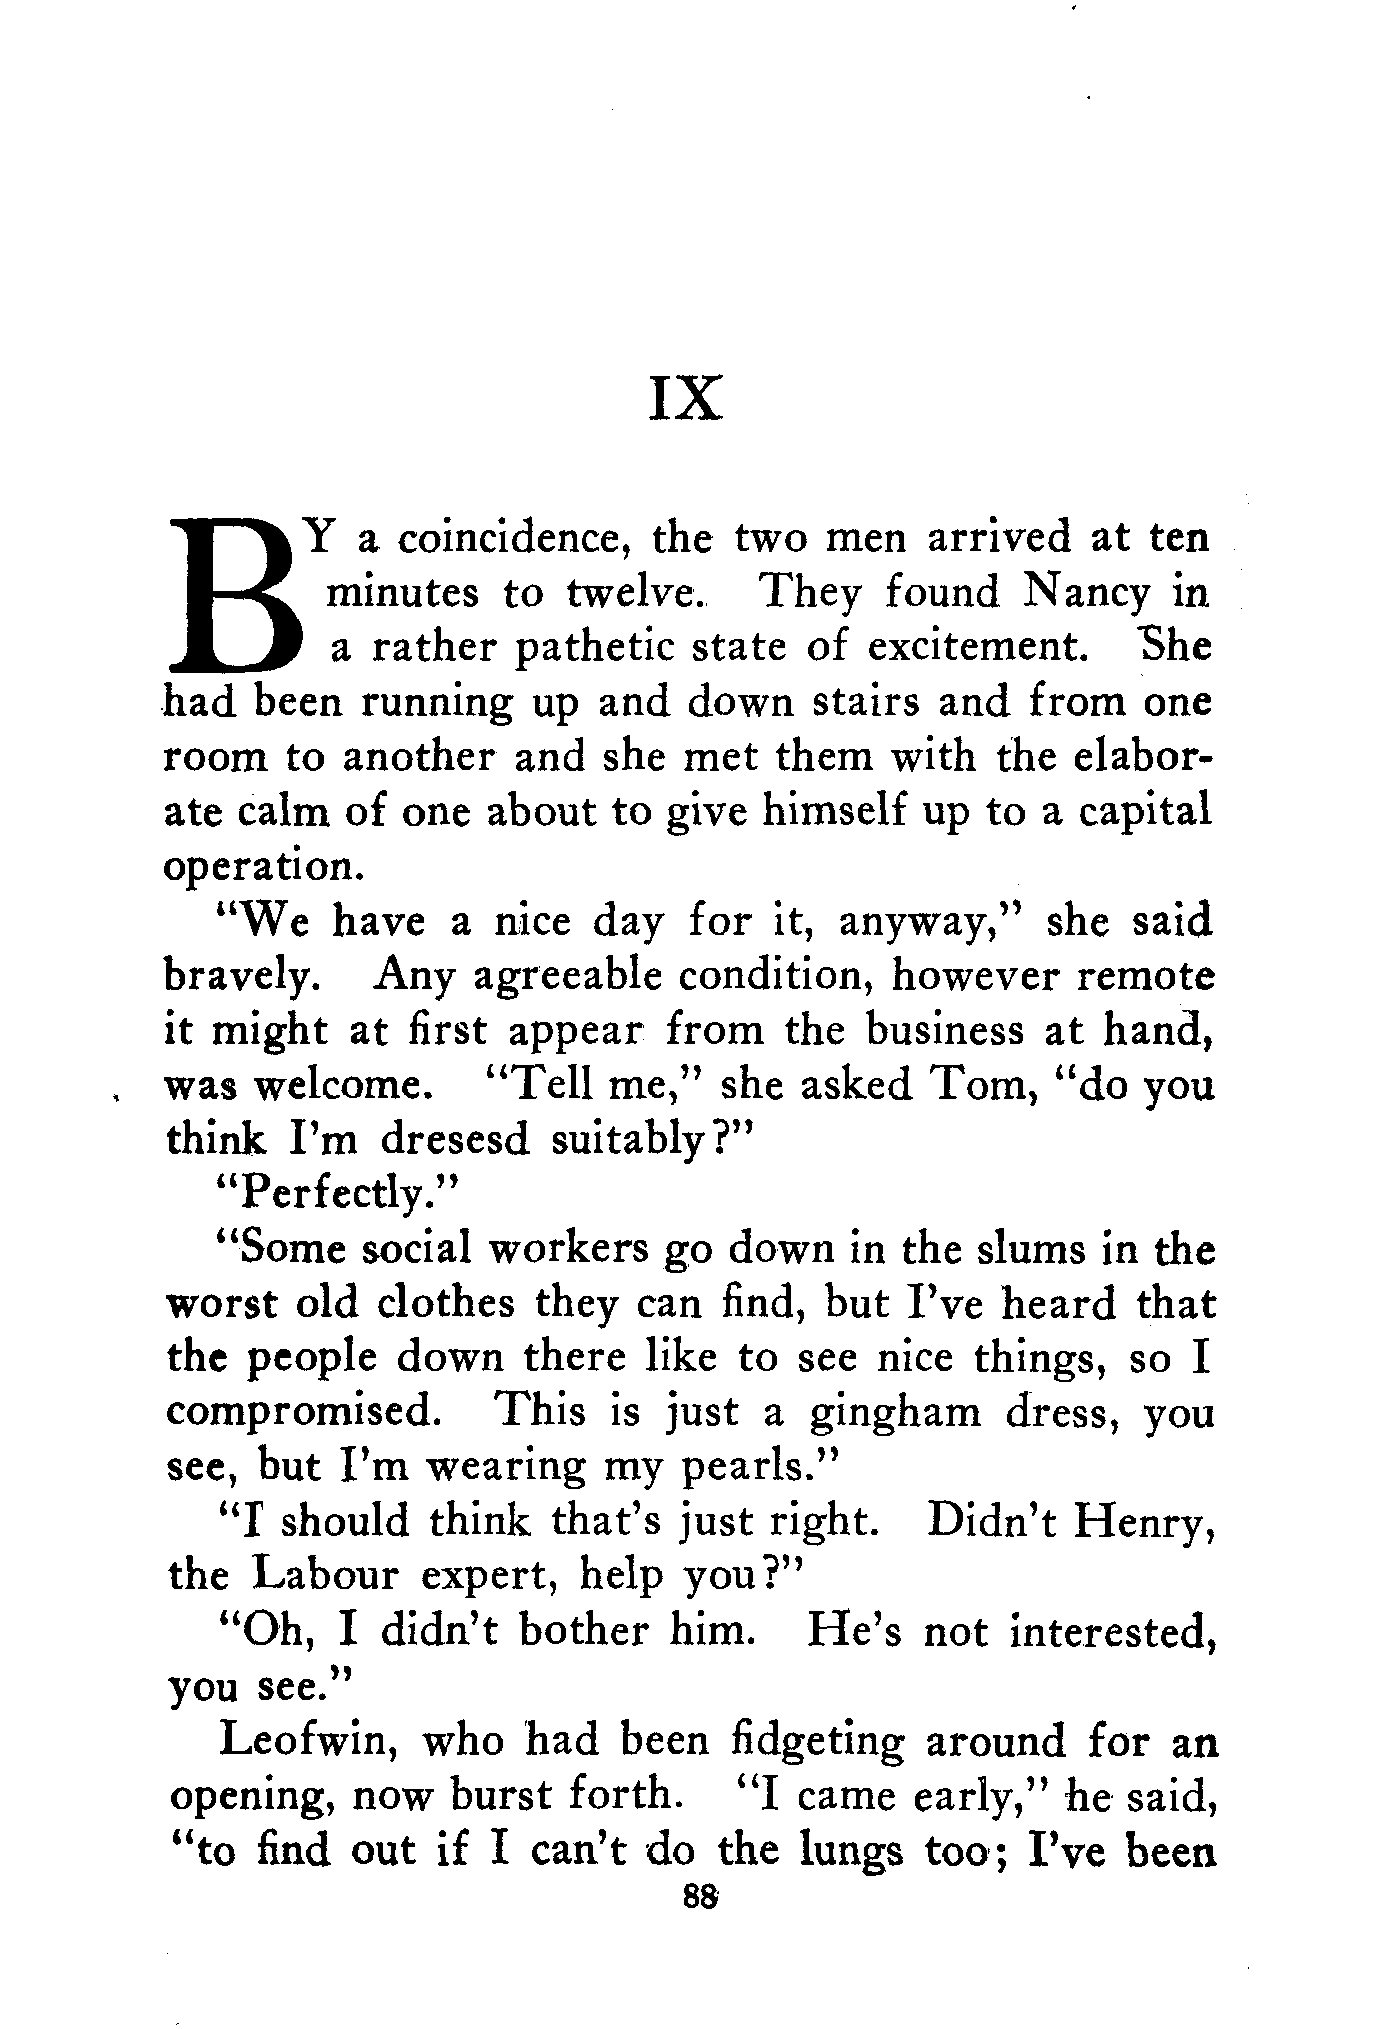 IX
BY a coincidence, the two men arrived at ten
minutes to twelve. They found Nancy in
a rather pathetic state of excitement. She
had been running up and down stairs and from one
room to another and she met them with the elabor-
ate calm of one about to give himself up to a capital
operation.
"We have a nice day for it, anyway," she said
bravely. Any agreeable condition, however remote
it might at first appear from the business at hand,
was welcome. "Tell me," she asked Tom, "do you
think I'm dresesd suitably?"
"Perfectly."
"Some social workers go down in the slums in the
worst old clothes they can find, but I've heard that
the people down there like to see nice things, so I
compromised. This is just a gingham dress, you
see, but I'm wearing my pearls."
"I should think that's just right. Didn't Henry,
the Labour expert, help you?"
"Oh, I didn't bother him. He's not interested,
you see."
Leofwin, who had been fidgeting around for an
opening, now burst forth. "I came early," he said,
"to find out if I can't do the lungs too; I've been
88